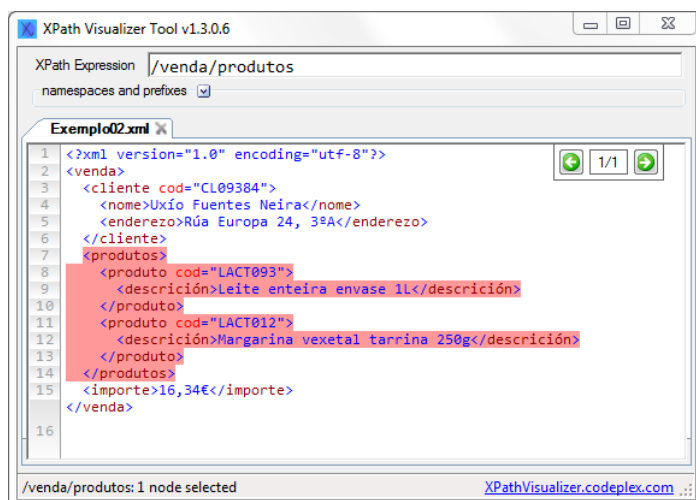 XPath Visualizer Tool v1.3.0.6
XPath Expression /venda/produtos
namespaces and prefixes
Exemplo02.xml
1 <?xml version="1.0" encoding="utf-8"?>
1/1
2 <venda>
3 <cliente cod="CL09384">
4 <nome>Uxío Fuentes Neira</nome>
5 <enderezo>Rúa Europa 24, 3ºA</enderezo>
6 </cliente>
7 <produtos>
8 <produto cod="LACT093">
9 <descrición>Leite enteira envase 1L</descrición>
10 </produto>
11 <produto cod="LACT012">
12 <descrición>Margarina vexetal tarrina 250g</descrición>
13 </produto>
14 </produtos>
15 <importe>16,34€</importe>
</venda>
16
/venda/produtos: 1 node selected
XPathVisualizer.codeplex.com